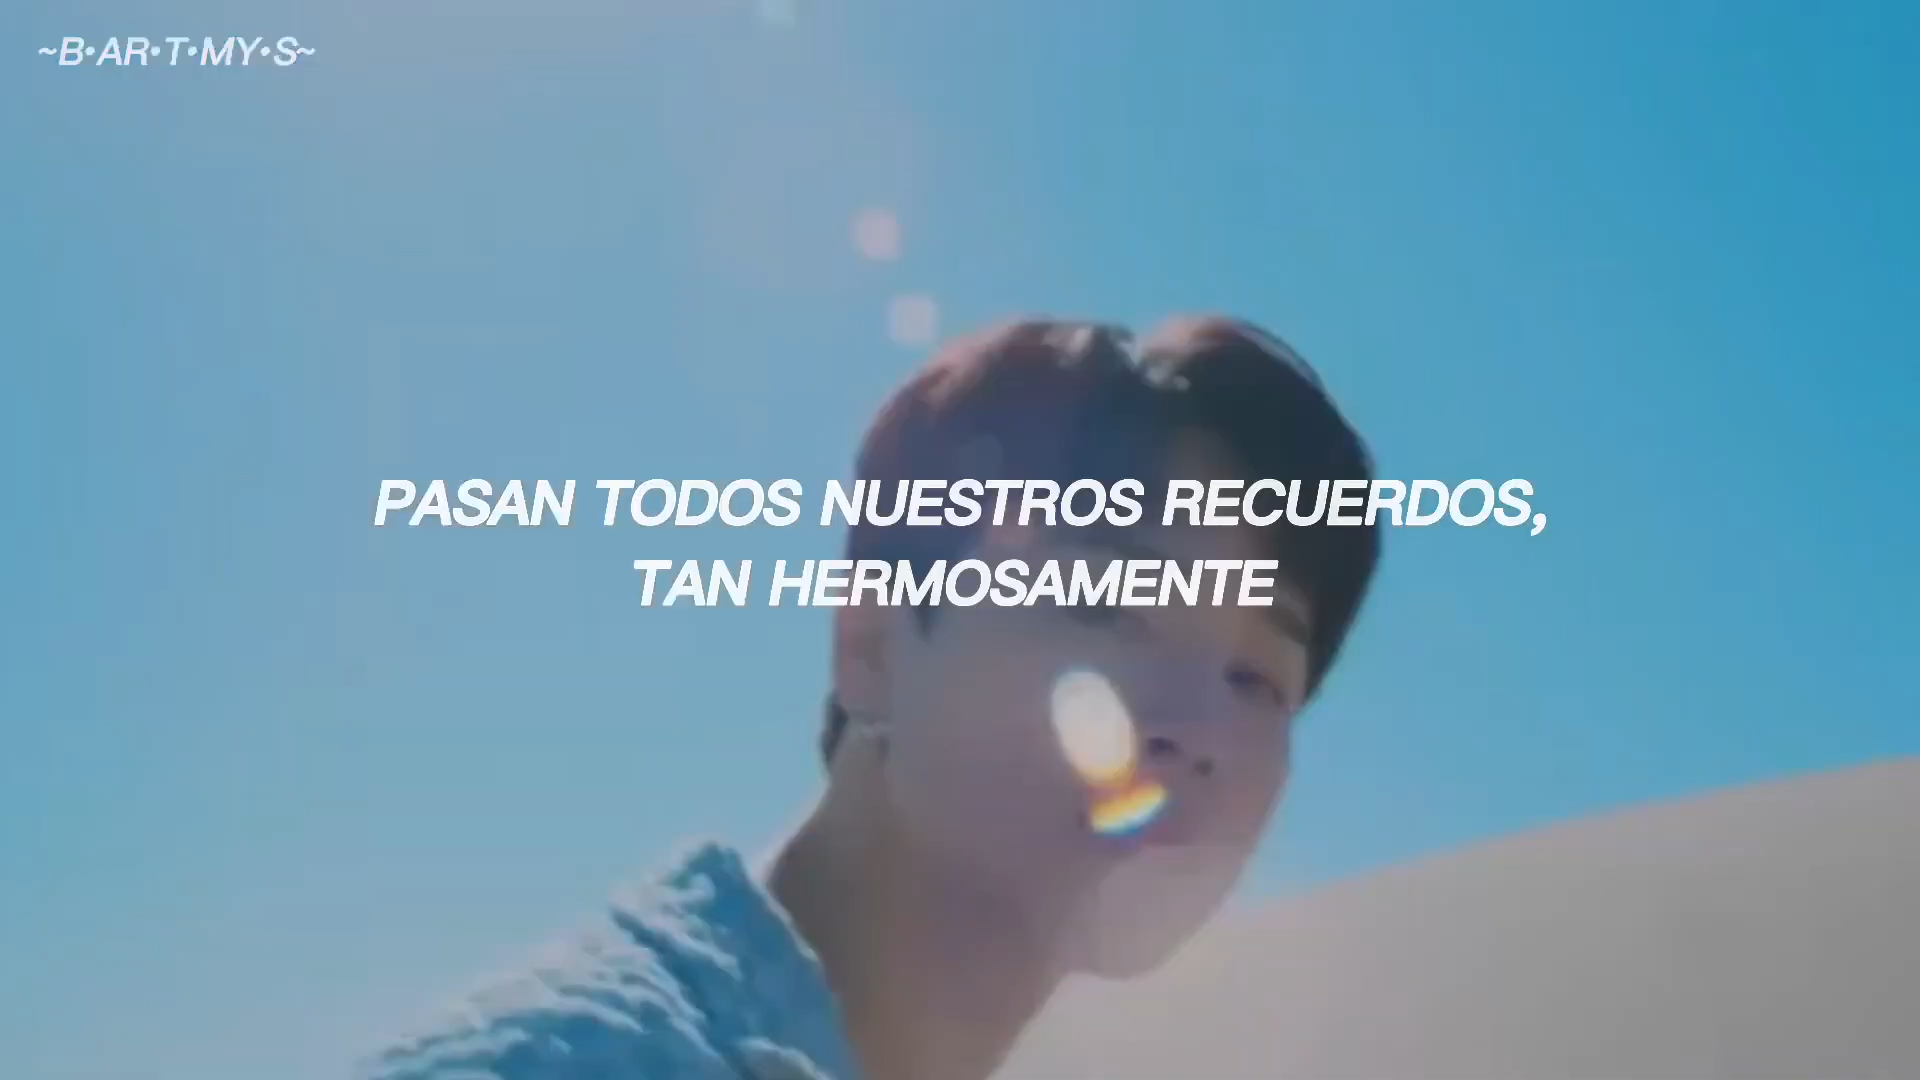 ~B•AR•T•MY•S~
PASAN TODOS NUESTROS RECUERDOS,
TAN HERMOSAMENTE